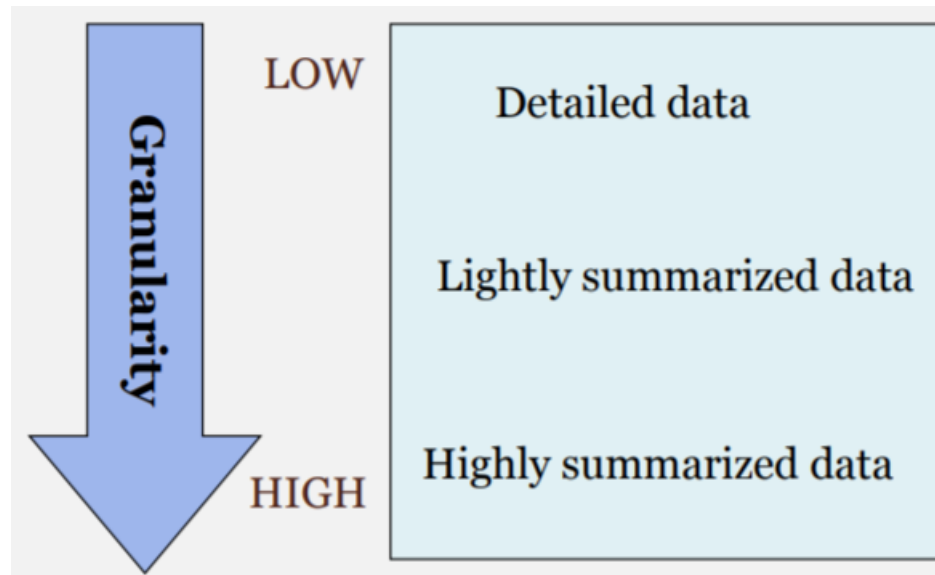 Granularity
LOW
Detailed data
Lightly summarized data
HIGH
Highly summarized data